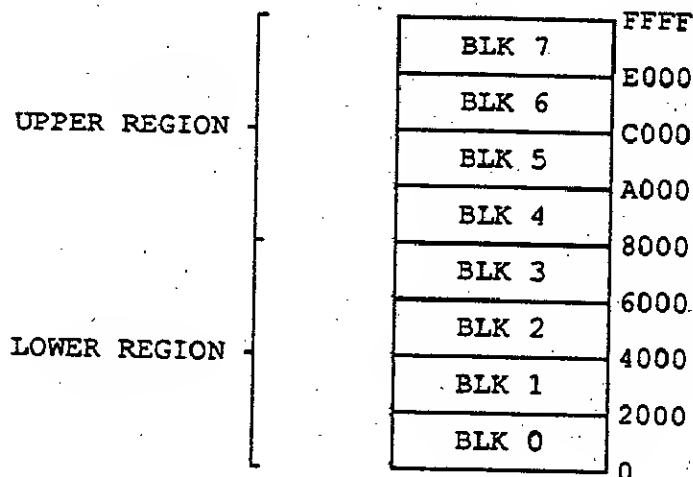 FFFF
BLK 7
E000
BLK 6
UPPER REGION
C000
BLK 5
A000
BLK 4
8000
BLK 3
6000
BLK 2
LOWER REGION
4000
BLK 1
2000
BLK 0
0